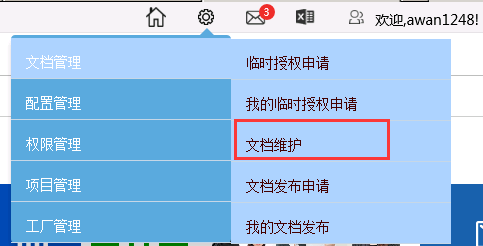 3
欢迎,awan1248!
文档管理
临时授权申请
配置管理
我的临时授权申请
权限管理
文档维护
项目管理
文档发布申请
工厂管理
我的文档发布